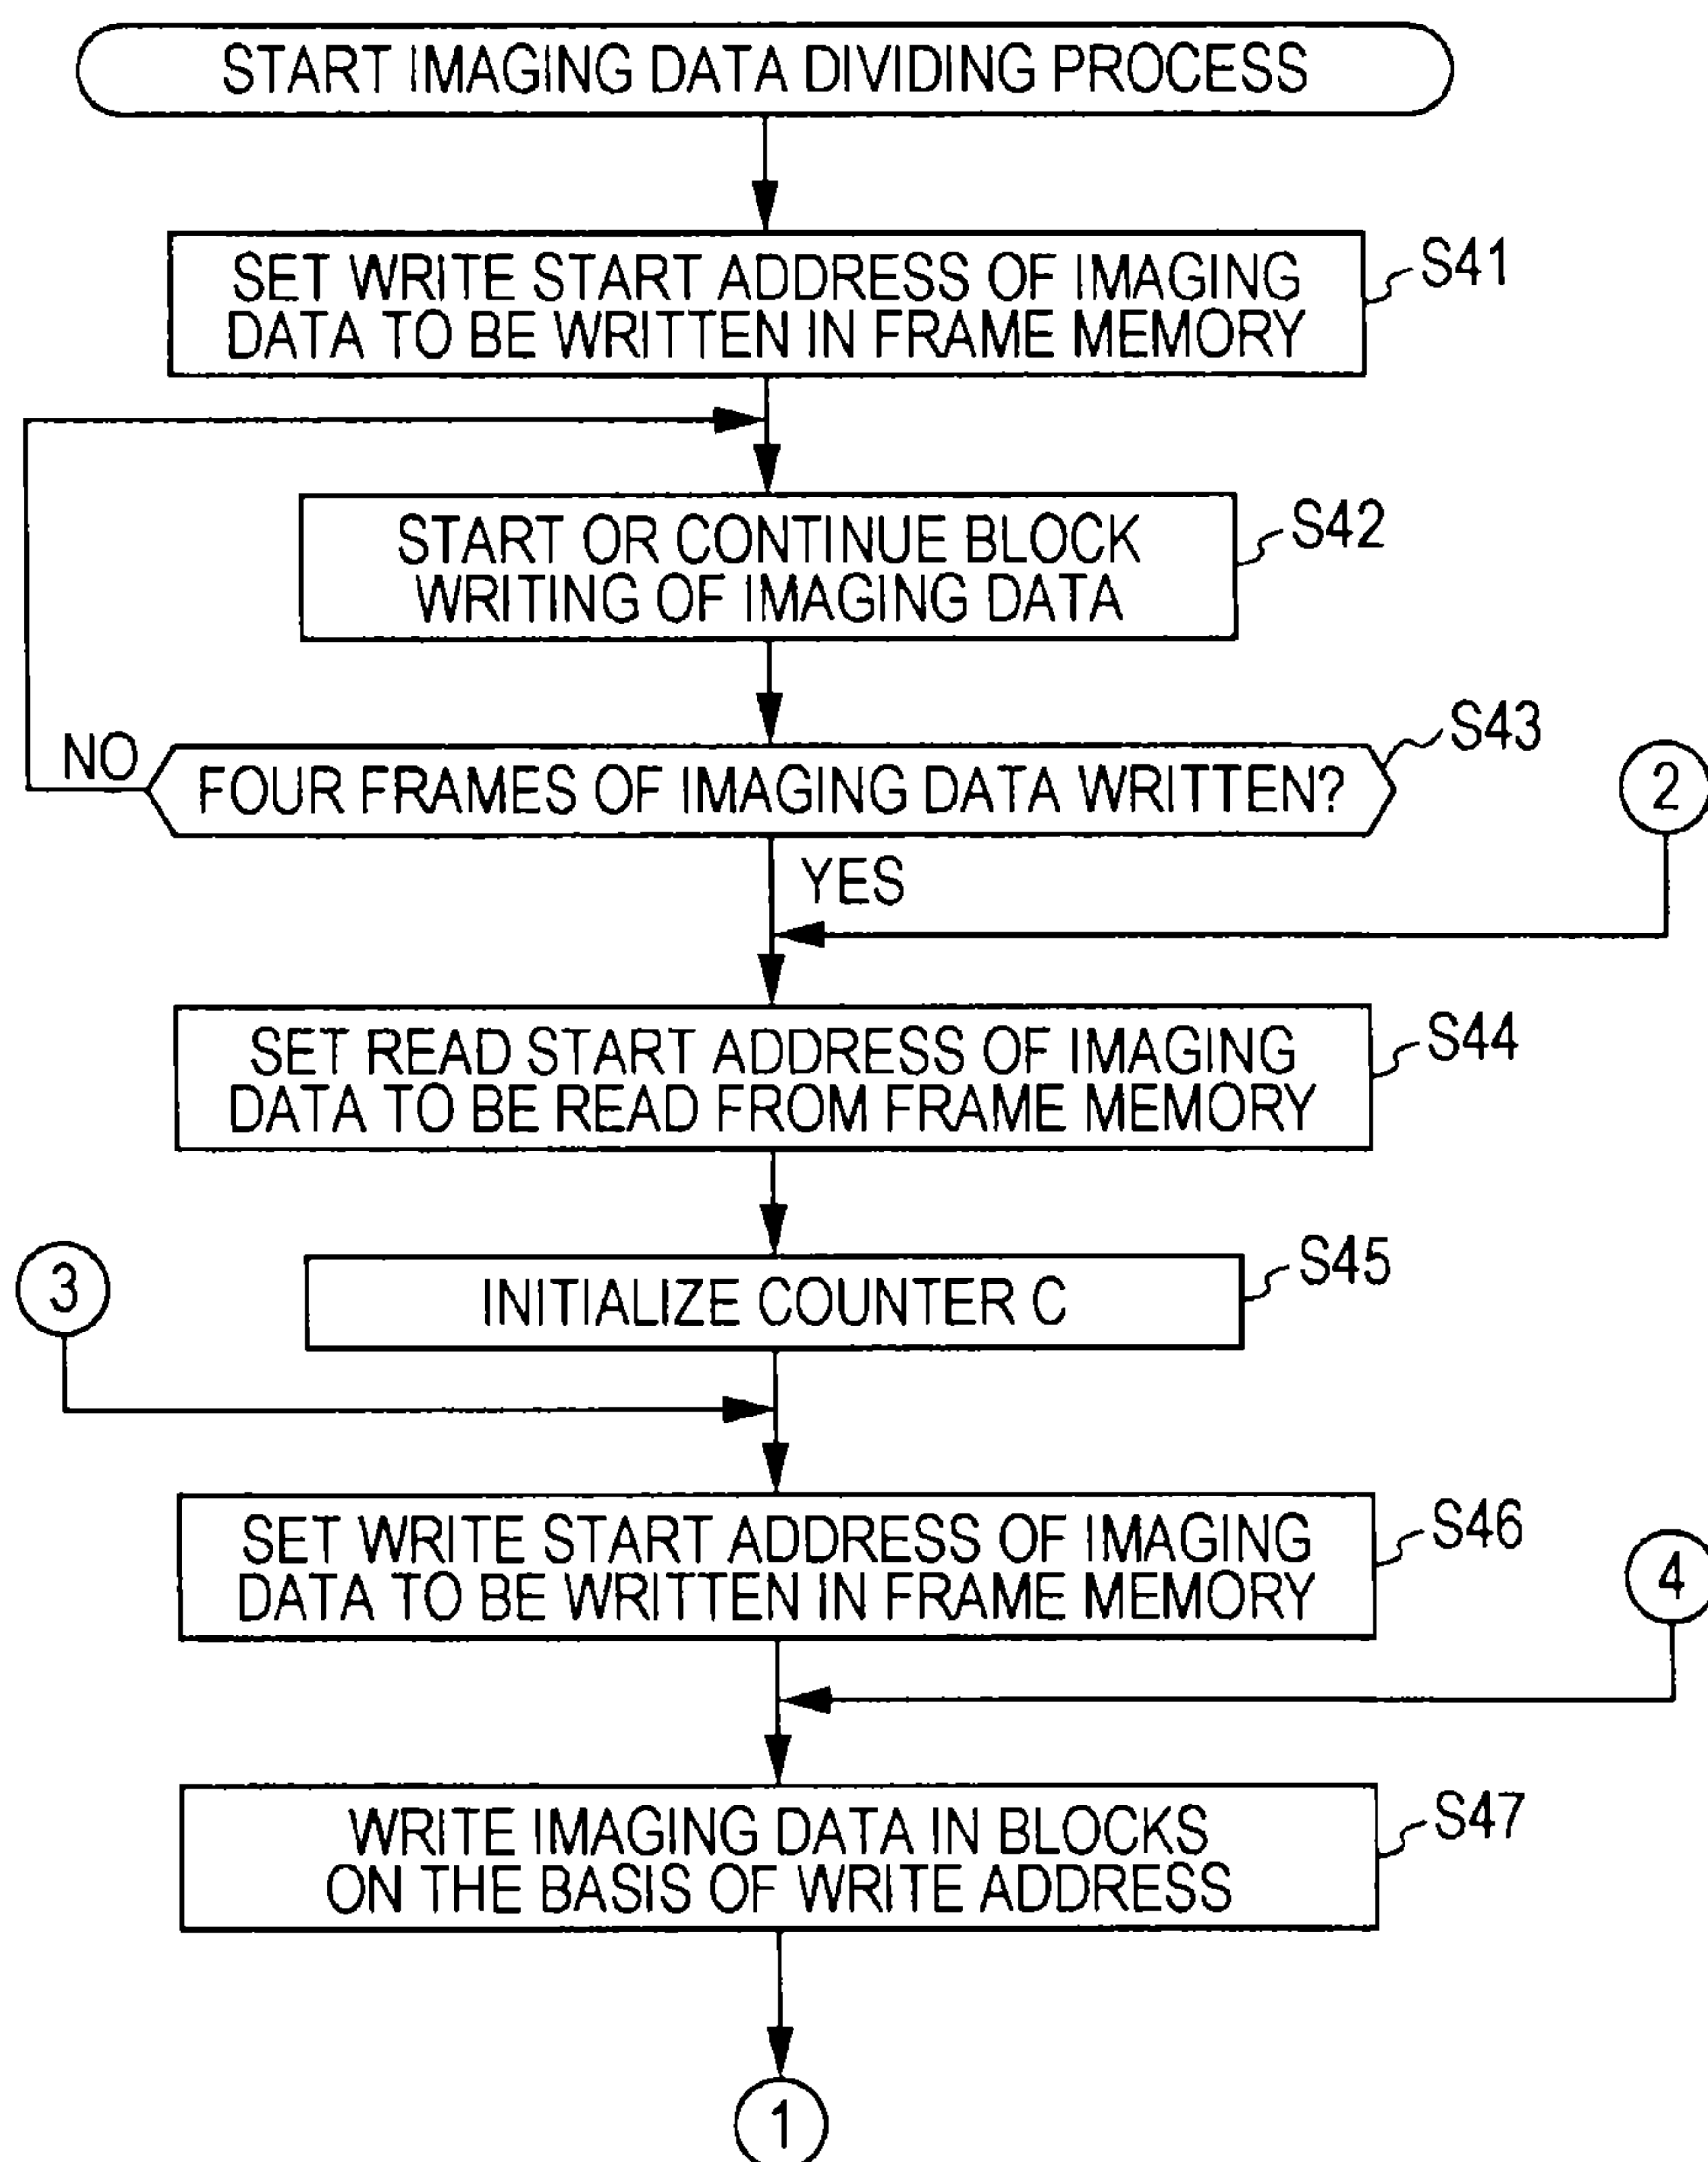 START IMAGING DATA DIVIDING PROCESS
SET WRITE START ADDRESS OF IMAGING
DATA TO BE WRITTEN IN FRAME MEMORY
S41
START OR CONTINUE BLOCK
WRITING OF IMAGING DATA
S42
NO
FOUR FRAMES OF IMAGING DATA WRITTEN?
S43
2
YES
SET READ START ADDRESS OF IMAGING
DATA TO BE READ FROM FRAME MEMORY
S44
3
INITIALIZE COUNTER C
S45
SET WRITE START ADDRESS OF IMAGING
DATA TO BE WRITTEN IN FRAME MEMORY
S46
4
WRITE IMAGING DATA IN BLOCKS
ON THE BASIS OF WRITE ADDRESS
S47
1